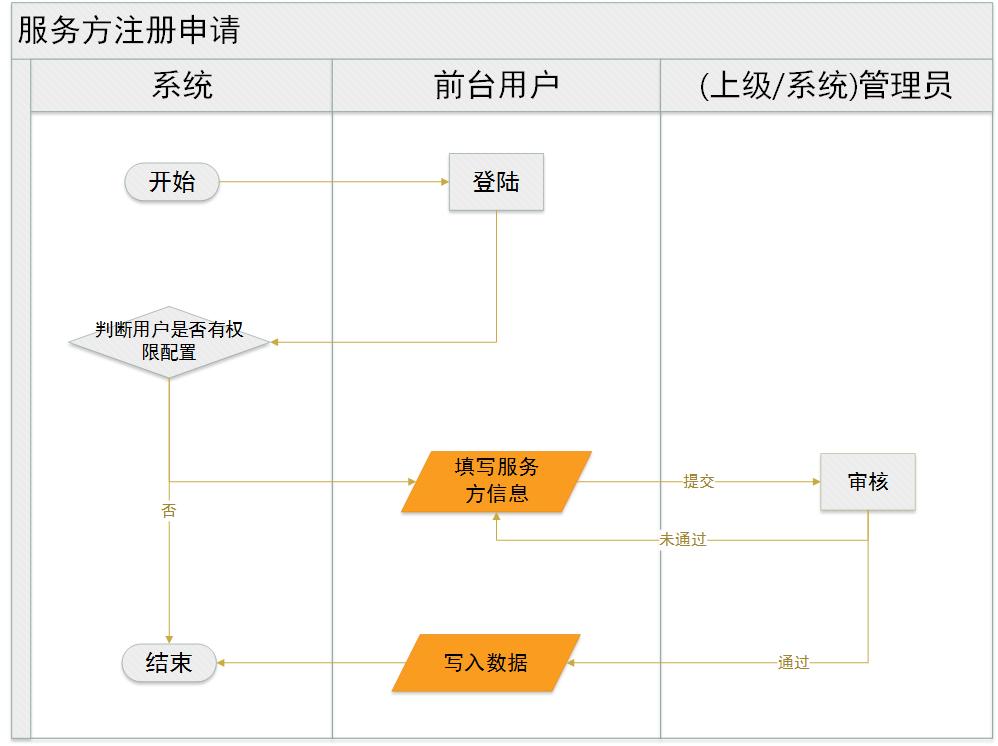 服务方注册申请
系统
前台用户
(上级/系统)管理员
开始
登陆
判断用户是否有权
限配置
填写服务
方信息
提交
审核
否
未通过
结束
写入数据
通过